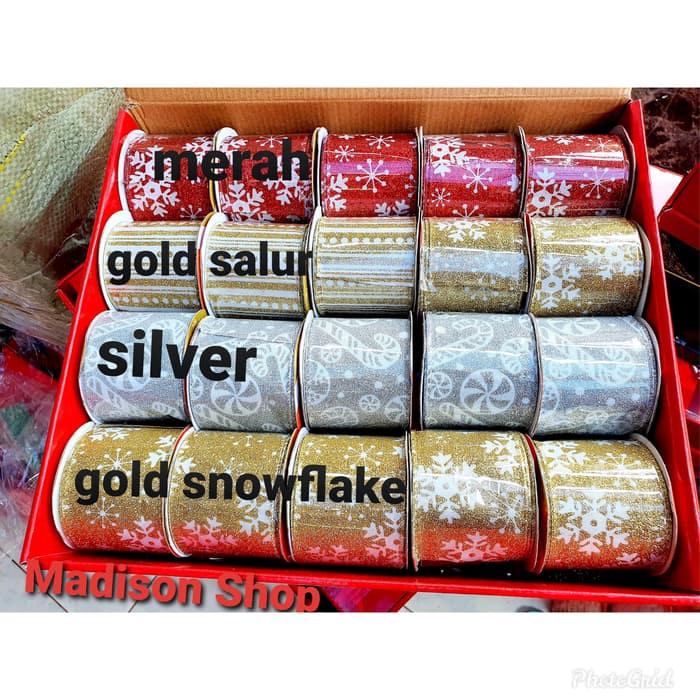 merah
gold salur
silver
gold snowflake
Madison Shop
PhotoGrid